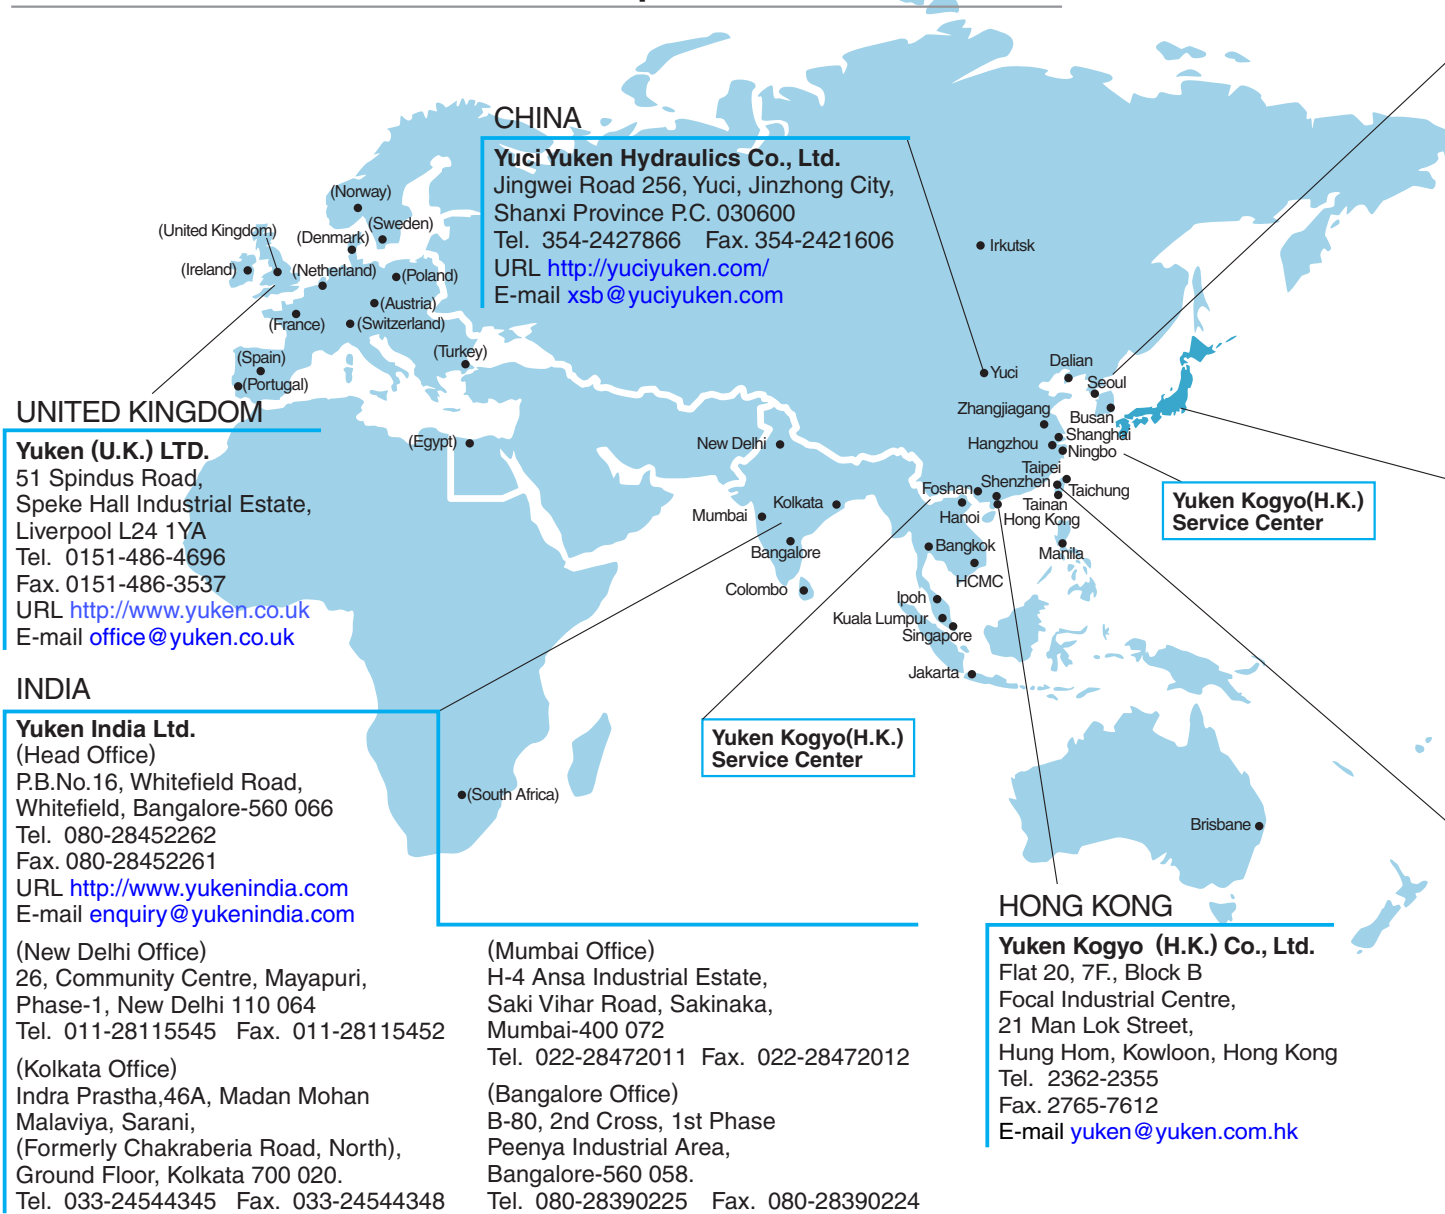 CHINA
Yuci Yuken Hydraulics Co., Ltd.
Jingwei Road 256, Yuci, Jinzhong City,
Shanxi Province P.C. 030600
Tel. 354-2427866 Fax. 354-2421606
URL http://yuciyuken.com/
E-mail xsb@yuciyuken.com
(Norway)
(Sweden)
(United Kingdom)
(Denmark)
(Ireland)
(Netherland)
(Poland)
(Austria)
(France)
(Switzerland)
(Spain)
(Turkey)
(Portugal)
(Egypt)
(South Africa)
Irkutsk
Yuci
Dalian
Seoul
Zhangjiagang
Busan
Shanghai
Hangzhou
Ningbo
Taipei
Shenzhen
Taichung
Foshan
Tainan
Hanoi
Hong Kong
New Delhi
Kolkata
Mumbai
Bangalore
Colombo
Bangkok
Manila
HCMC
Ipoh
Kuala Lumpur
Singapore
Jakarta
Brisbane
Yuken Kogyo(H.K.)
Service Center
Yuken Kogyo(H.K.)
Service Center
UNITED KINGDOM
Yuken (U.K.) LTD.
51 Spindus Road,
Speke Hall Industrial Estate,
Liverpool L24 1YA
Tel. 0151-486-4696
Fax. 0151-486-3537
URL http://www.yuken.co.uk
E-mail office@yuken.co.uk
INDIA
Yuken India Ltd.
(Head Office)
P.B.No.16, Whitefield Road,
Whitefield, Bangalore-560 066
Tel. 080-28452262
Fax. 080-28452261
URL http://www.yukenindia.com
E-mail enquiry@yukenindia.com
(New Delhi Office)
26, Community Centre, Mayapuri,
Phase-1, New Delhi 110 064
Tel. 011-28115545 Fax. 011-28115452
(Kolkata Office)
Indra Prastha,46A, Madan Mohan
Malaviya, Sarani,
(Formerly Chakraberia Road, North),
Ground Floor, Kolkata 700 020.
Tel. 033-24544345 Fax. 033-24544348
(Mumbai Office)
H-4 Ansa Industrial Estate,
Saki Vihar Road, Sakinaka,
Mumbai-400 072
Tel. 022-28472011 Fax. 022-28472012
(Bangalore Office)
B-80, 2nd Cross, 1st Phase
Peenya Industrial Area,
Bangalore-560 058.
Tel. 080-28390225 Fax. 080-28390224
HONG KONG
Yuken Kogyo (H.K.) Co., Ltd.
Flat 20, 7F., Block B
Focal Industrial Centre,
21 Man Lok Street,
Hung Hom, Kowloon, Hong Kong
Tel. 2362-2355
Fax. 2765-7612
E-mail yuken@yuken.com.hk